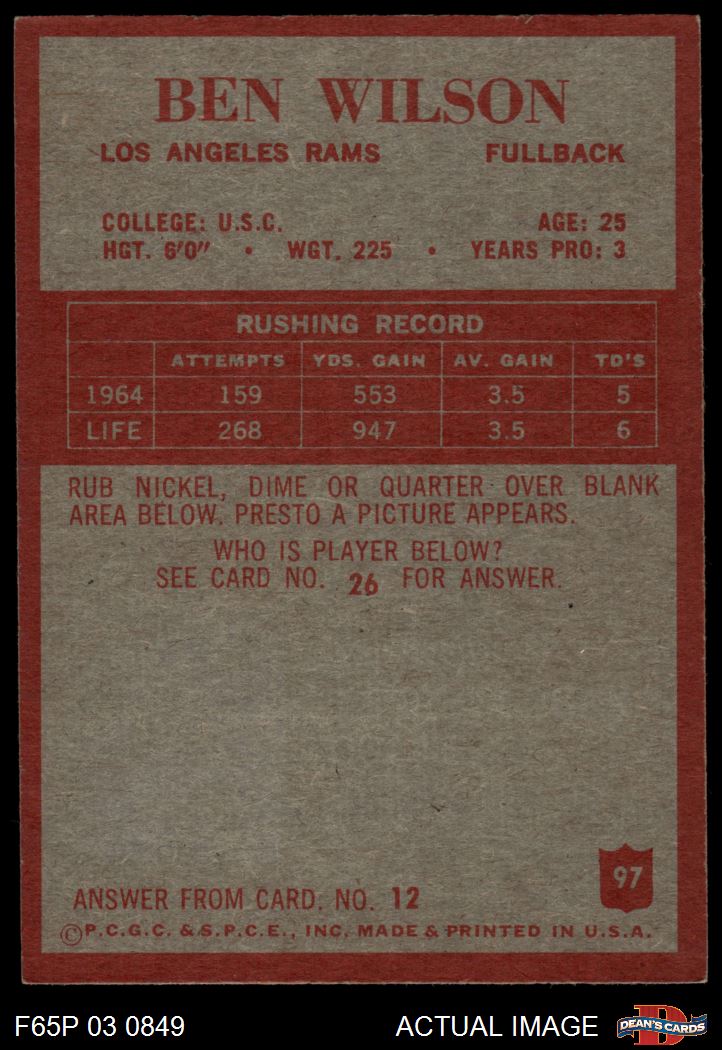 BEN WILSON
LOS ANGELES RAMS FULLBACK
COLLEGE: U.S.C. AGE: 25
HGT. 6'0" • WGT. 225 • YEARS PRO: 3
RUSHING RECORD
ATTEMPTS YDS. GAIN AV. GAIN TD'S
1964 159 553 3.5 5
LIFE 268 947 3.5 6
RUB NICKEL, DIME OR QUARTER OVER BLANK
AREA BELOW. PRESTO A PICTURE APPEARS.
WHO IS PLAYER BELOW?
SEE CARD NO. 26 FOR ANSWER.
97
ANSWER FROM CARD. NO. 12
©P.C.G.C. & S.P.C.E., INC. MADE & PRINTED IN U.S.A.
F65P 03 0849 ACTUAL IMAGE
D
DEAN'S CARDS